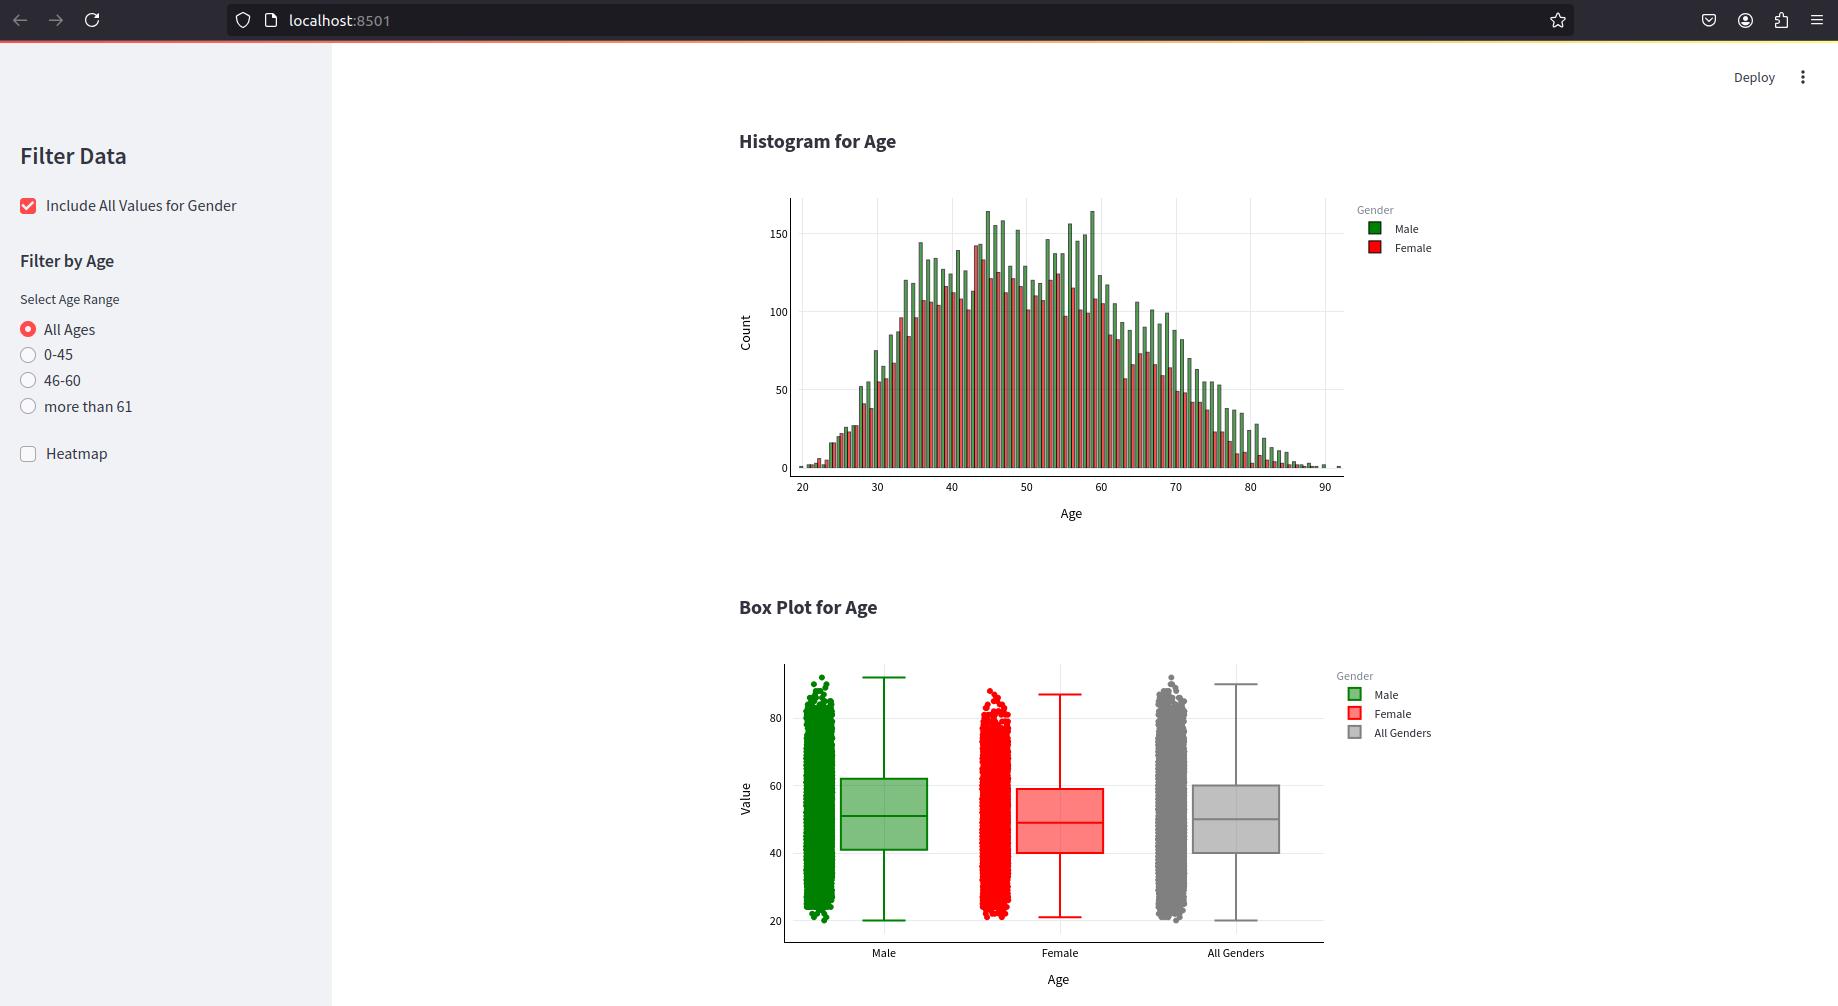 localhost:8501
Deploy
Filter Data
Include All Values for Gender
Filter by Age
Select Age Range
All Ages
0-45
46-60
more than 61
Heatmap
Histogram for Age
Count
150
100
50
0
20 30 40 50 60 70 80 90
Age
Gender
Male
Female
Box Plot for Age
Value
80
60
40
20
Male Female All Genders
Age
Gender
Male
Female
All Genders